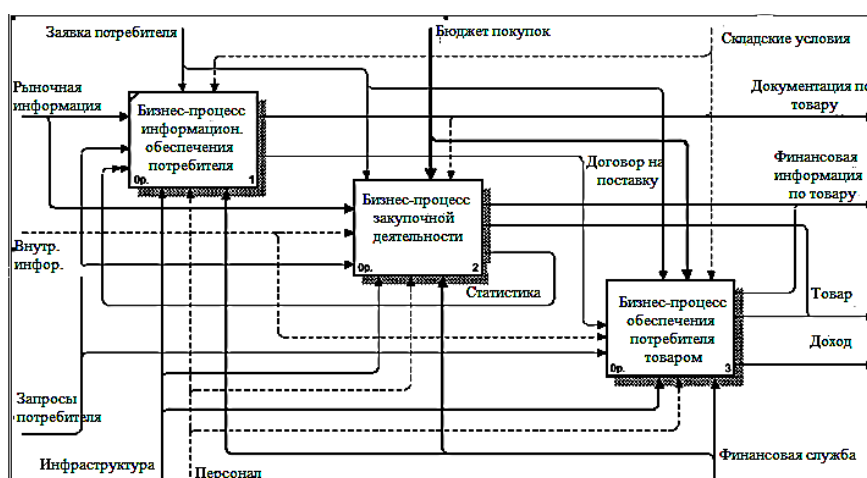 Заявка потребителя
Бюджет покупок
Складские условия
Рыночная
информация
Документация по
товару
Бизнес-процесс
информацион.
обеспечения
потребителя
0р.
1
Договор на
поставку
Финансовая
информация
по товару
Бизнес-процесс
закупочной
деятельности
0р.
2
Внутр.
инфор.
Статистика
Бизнес-процесс
обеспечения
потребителя
товаром
0р.
3
Товар
Доход
Запросы
потребителя
Инфраструктура
Персонал
Финансовая служба